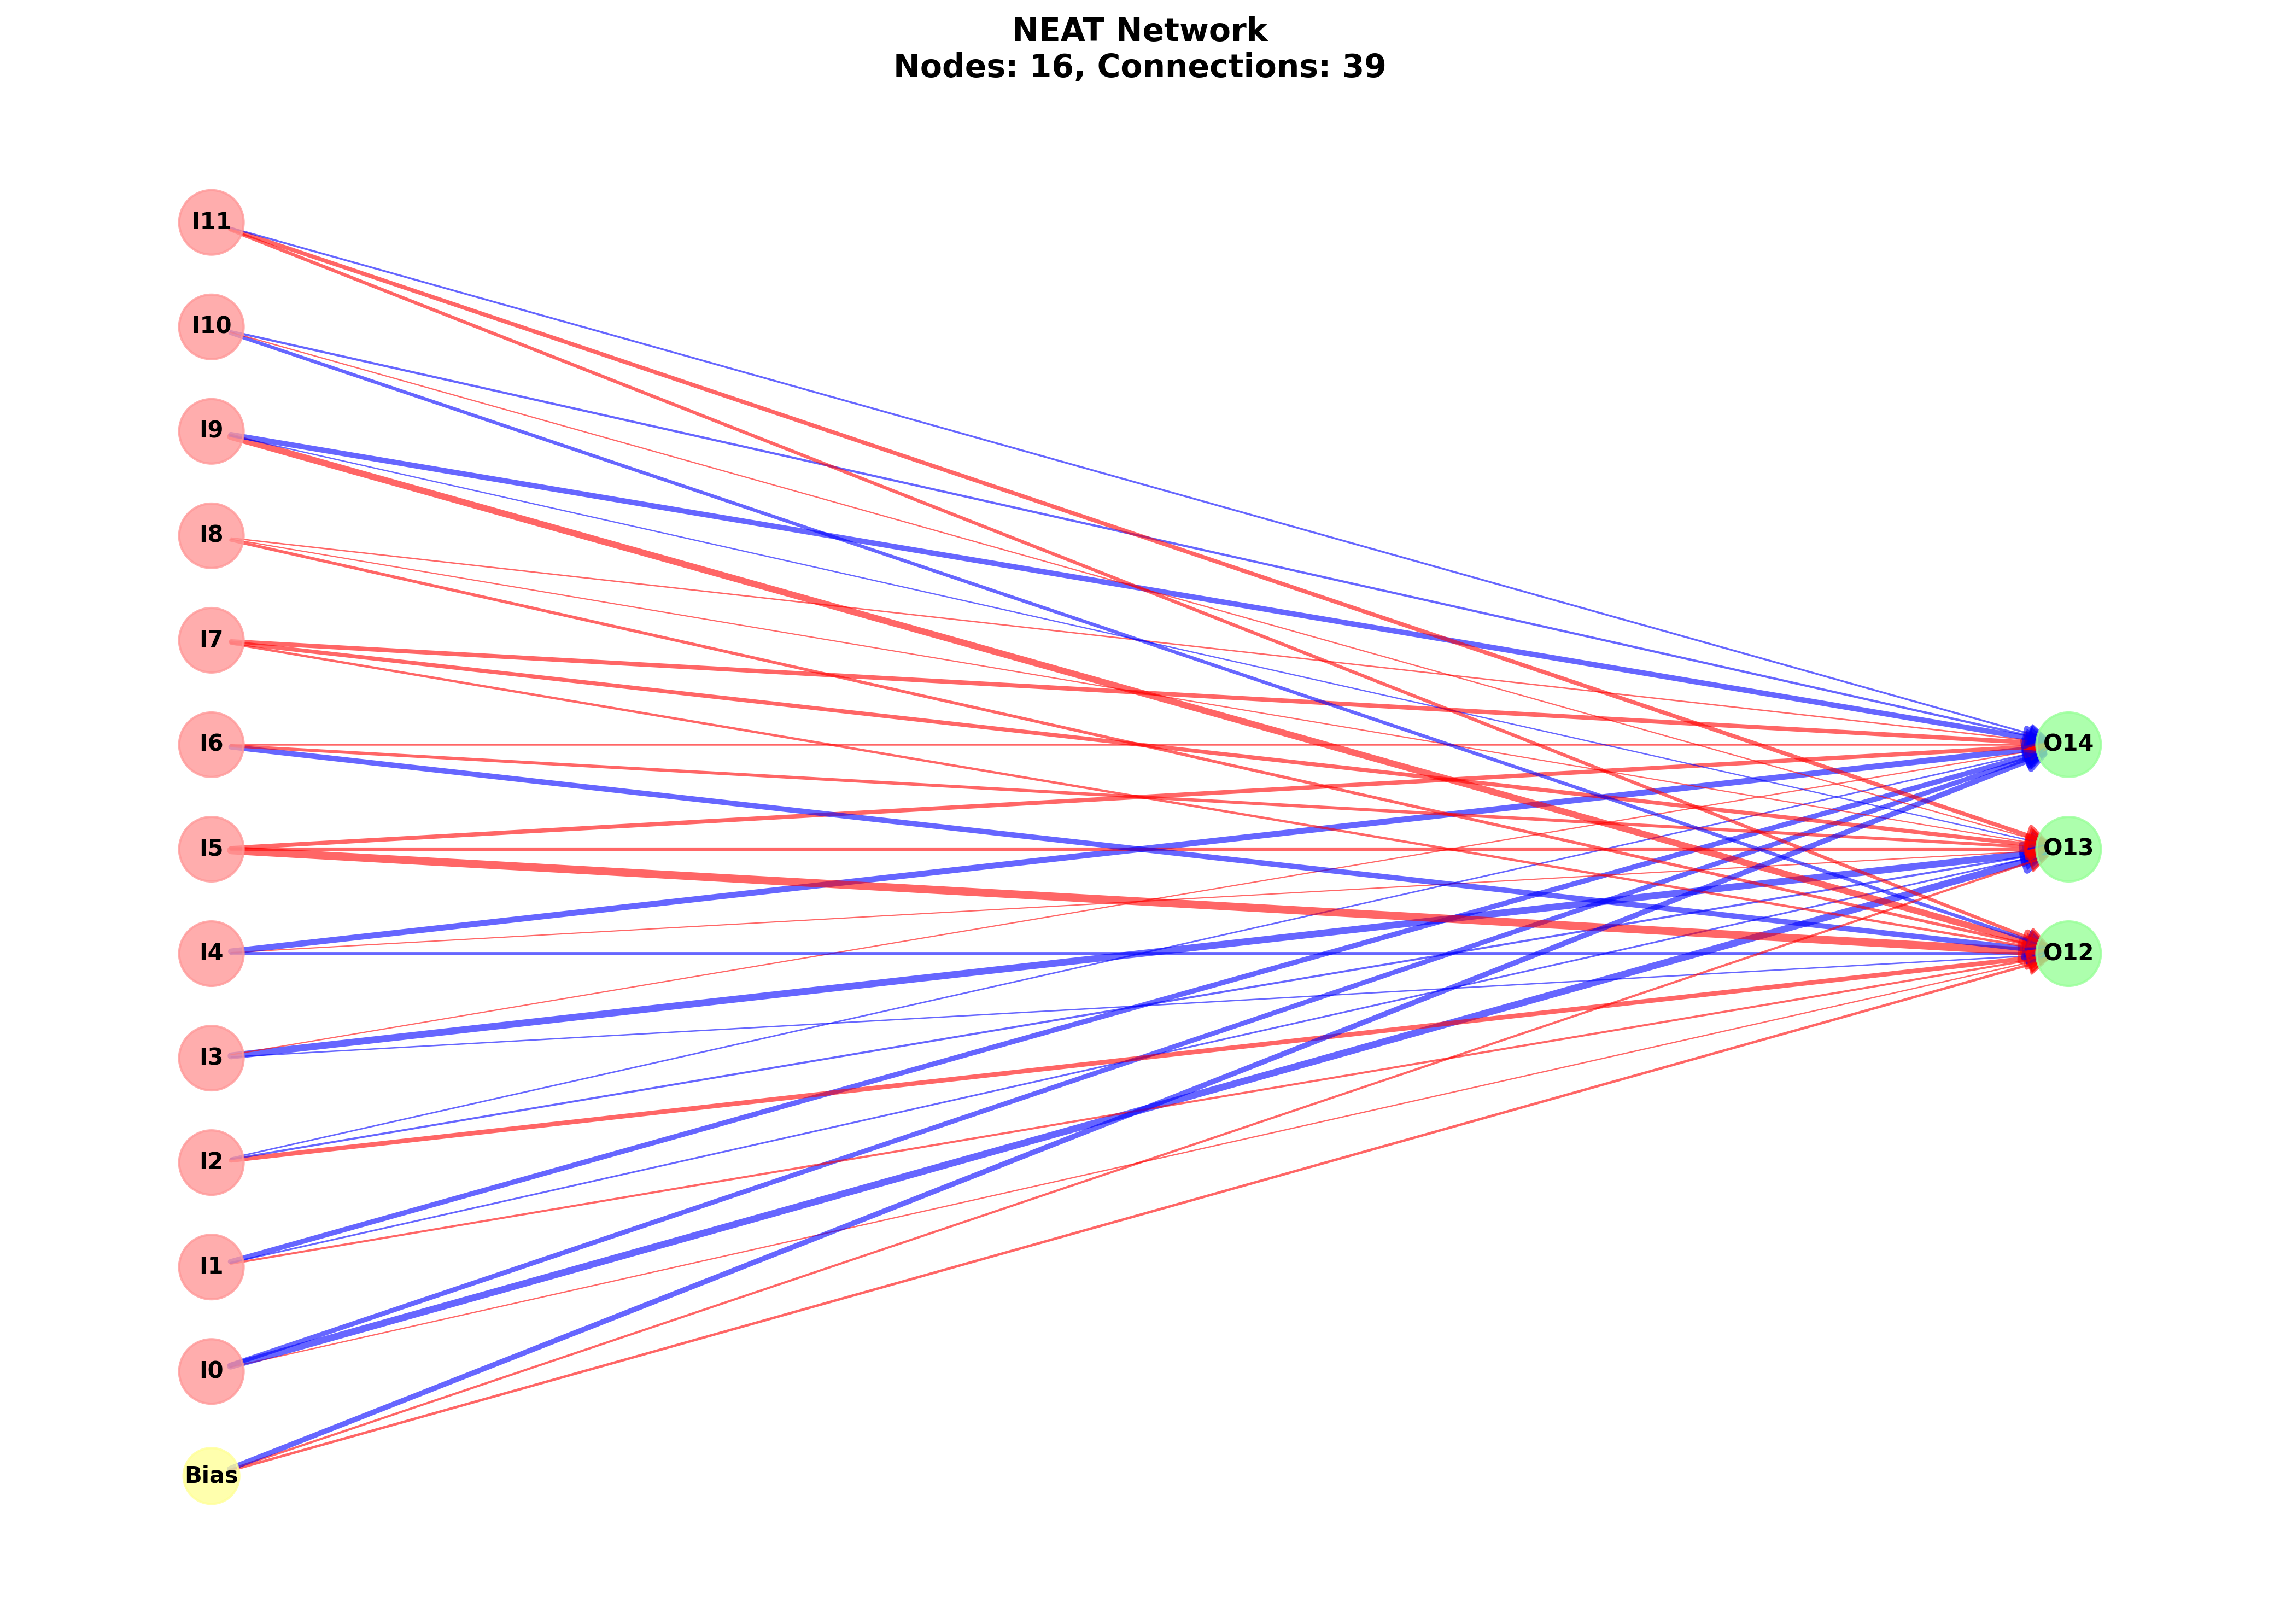 NEAT Network
Nodes: 16, Connections: 39
I11
I10
I9
I8
I7
I6
I5
I4
I3
I2
I1
I0
Bias
O14
O13
O12